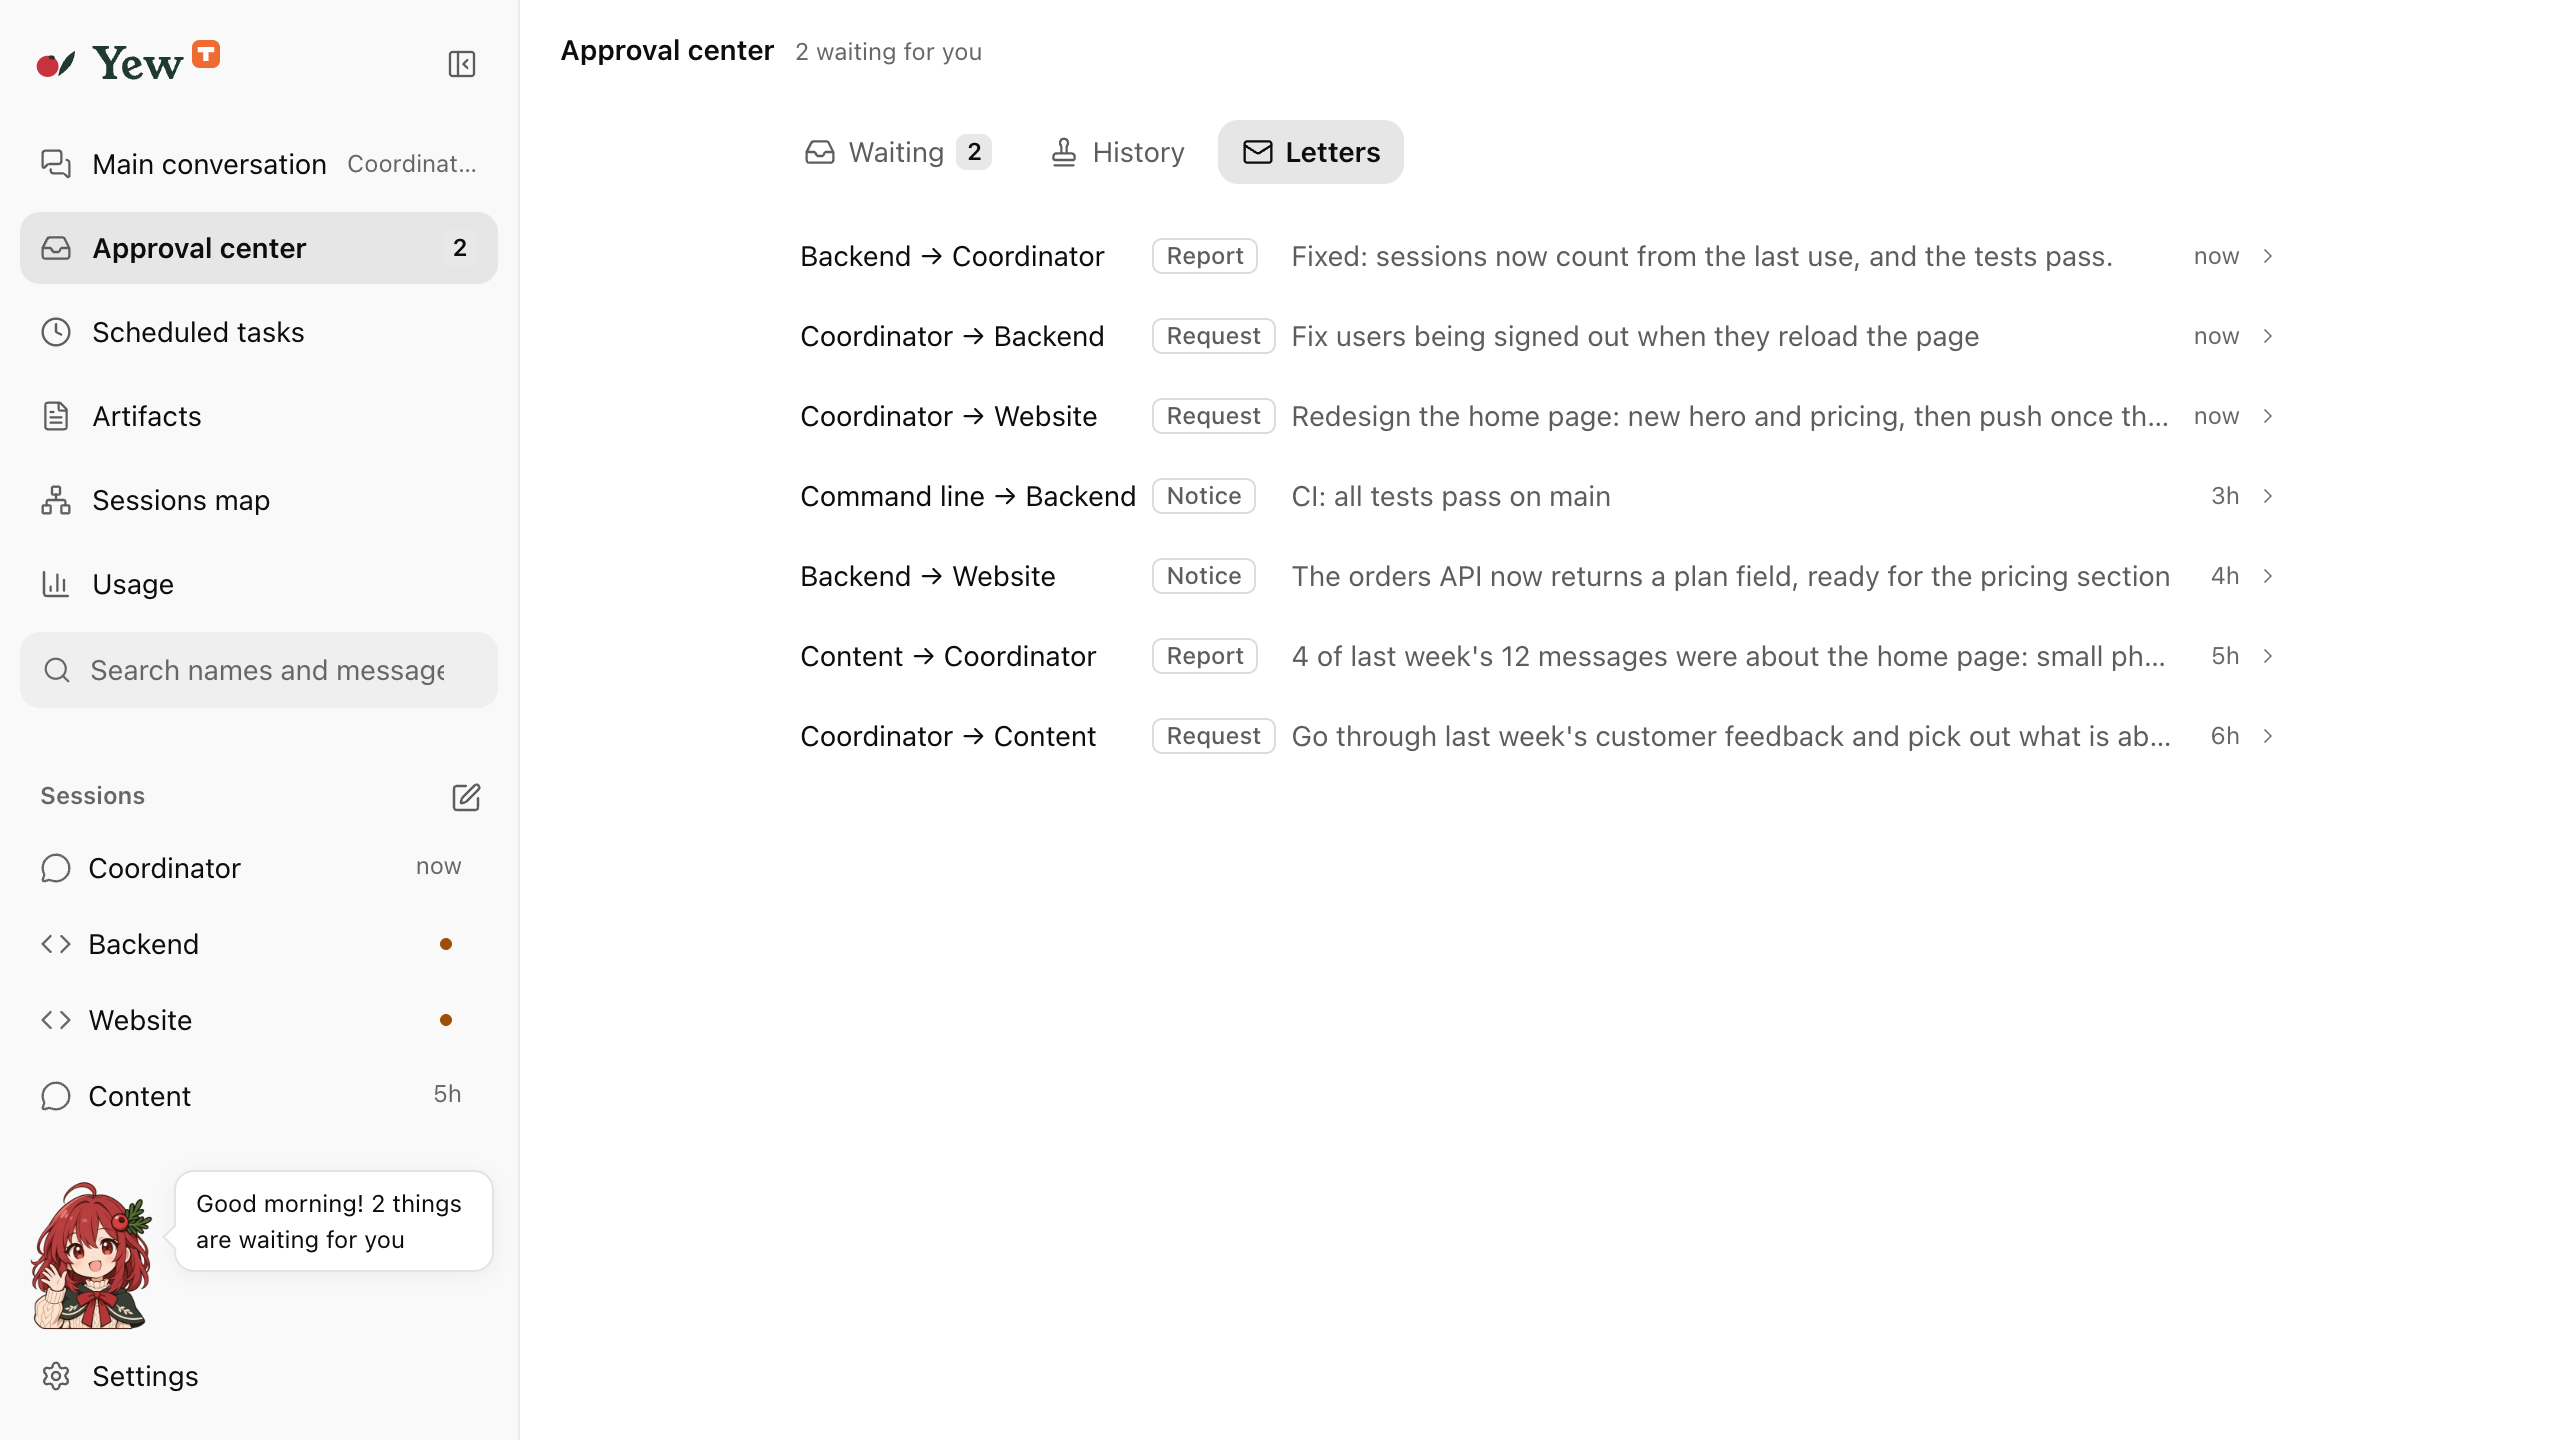 Yew T
Main conversation Coordinat...
Approval center 2
Scheduled tasks
Artifacts
Sessions map
Usage
Search names and message
Sessions
Coordinator now
Backend
Website
Content 5h
Good morning! 2 things
are waiting for you
Settings
Approval center 2 waiting for you
Waiting 2 History Letters
Backend → Coordinator Report Fixed: sessions now count from the last use, and the tests pass. now
Coordinator → Backend Request Fix users being signed out when they reload the page now
Coordinator → Website Request Redesign the home page: new hero and pricing, then push once th... now
Command line → Backend Notice CI: all tests pass on main 3h
Backend → Website Notice The orders API now returns a plan field, ready for the pricing section 4h
Content → Coordinator Report 4 of last week's 12 messages were about the home page: small ph... 5h
Coordinator → Content Request Go through last week's customer feedback and pick out what is ab... 6h